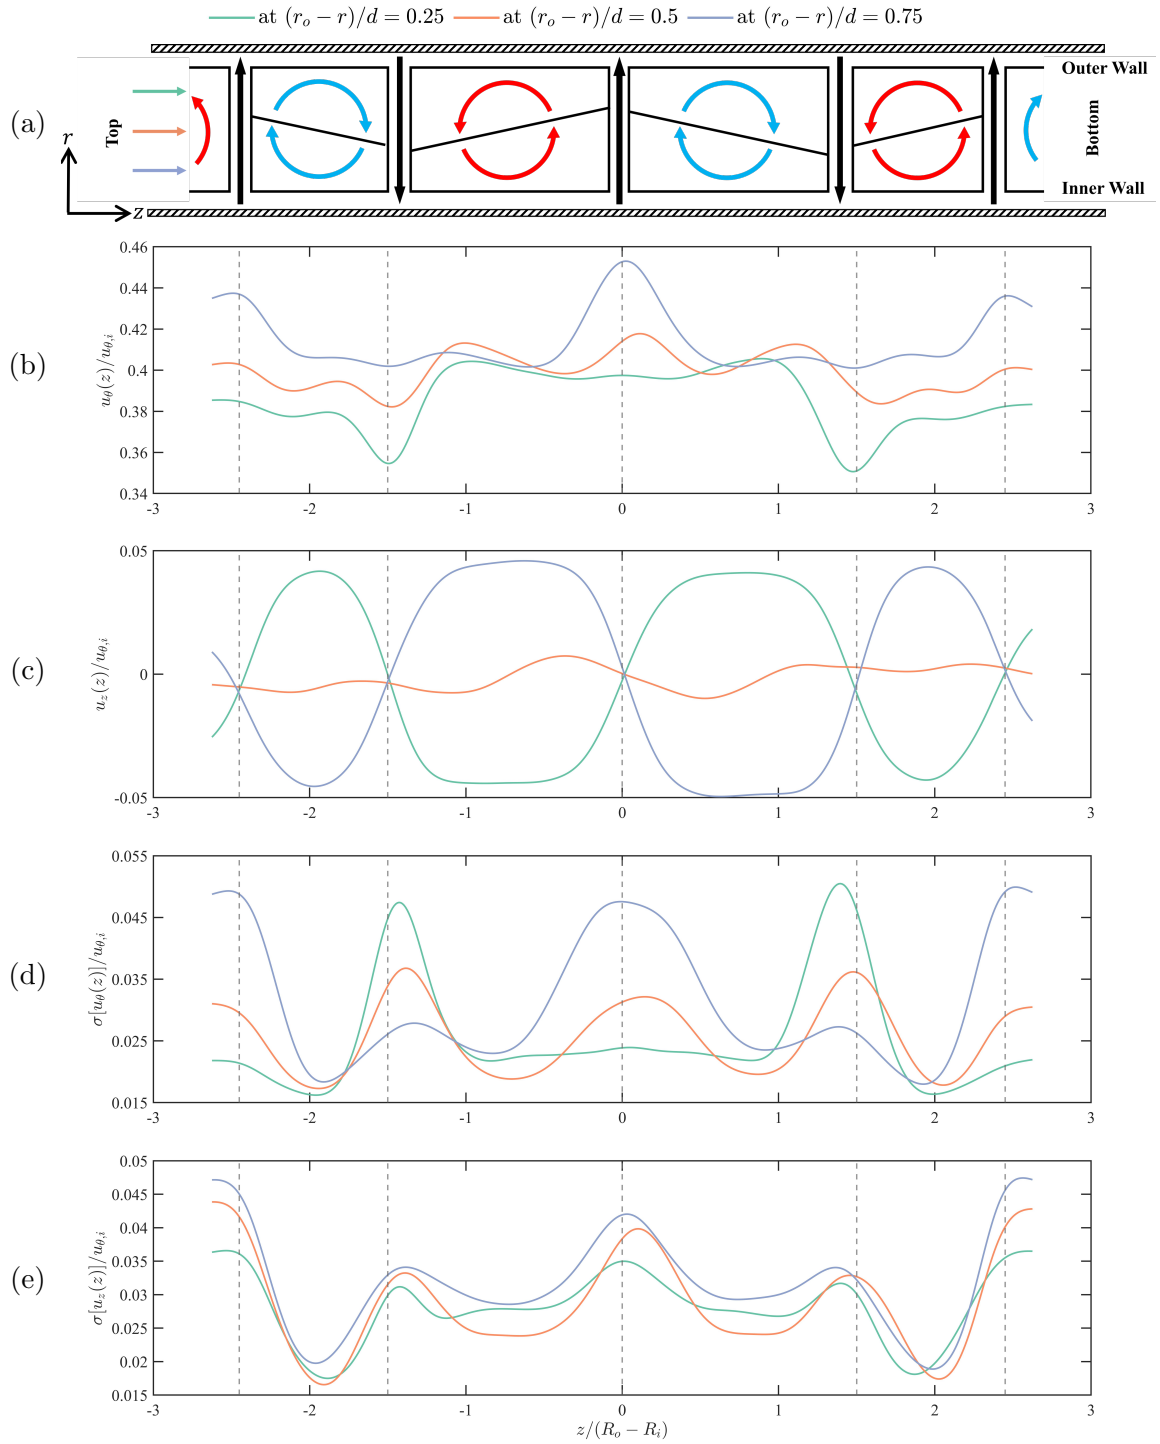 at (r_o − r)/d = 0.25 at (r_o − r)/d = 0.5 at (r_o − r)/d = 0.75
(a)
Top
Outer Wall
Bottom
Inner Wall
r
z
(b)
u_θ(z)/u_θ,i
0.46
0.44
0.42
0.4
0.38
0.36
0.34
-3 -2 -1 0 1 2 3
(c)
u_z(z)/u_θ,i
0.05
0
-0.05
-3 -2 -1 0 1 2 3
(d)
σ[u_θ(z)]/u_θ,i
0.055
0.045
0.035
0.025
0.015
-3 -2 -1 0 1 2 3
(e)
σ[u_z(z)]/u_θ,i
0.05
0.045
0.04
0.035
0.03
0.025
0.02
0.015
-3 -2 -1 0 1 2 3
z/(R_o − R_i)